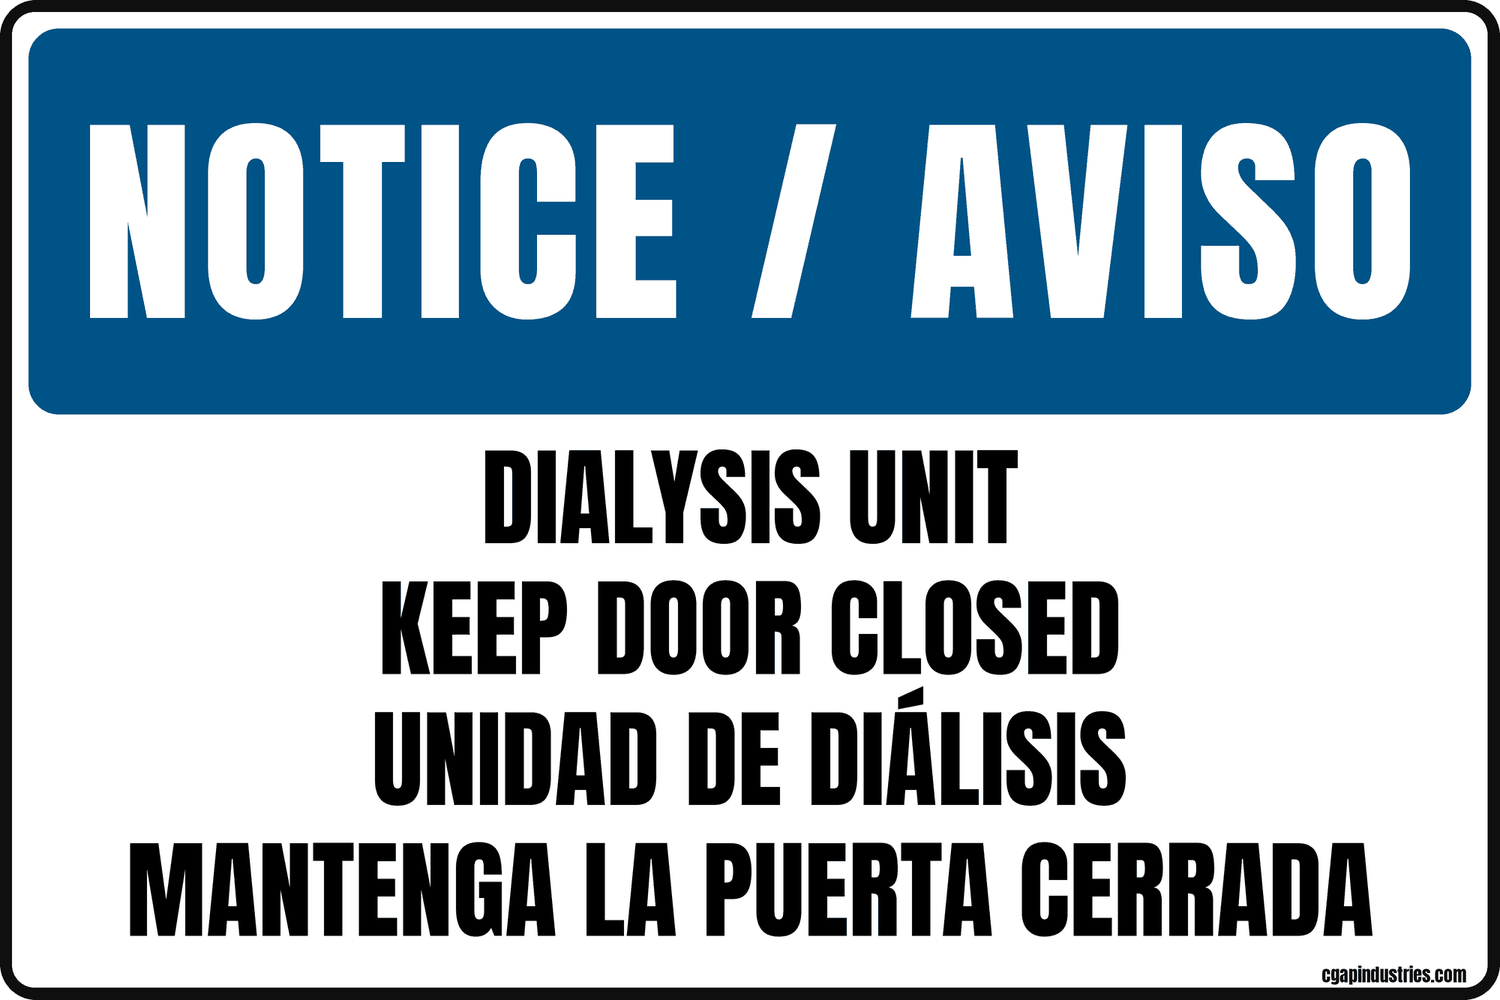 NOTICE / AVISO
DIALYSIS UNIT
KEEP DOOR CLOSED
UNIDAD DE DIÁLISIS
MANTENGA LA PUERTA CERRADA
cgapindustries.com